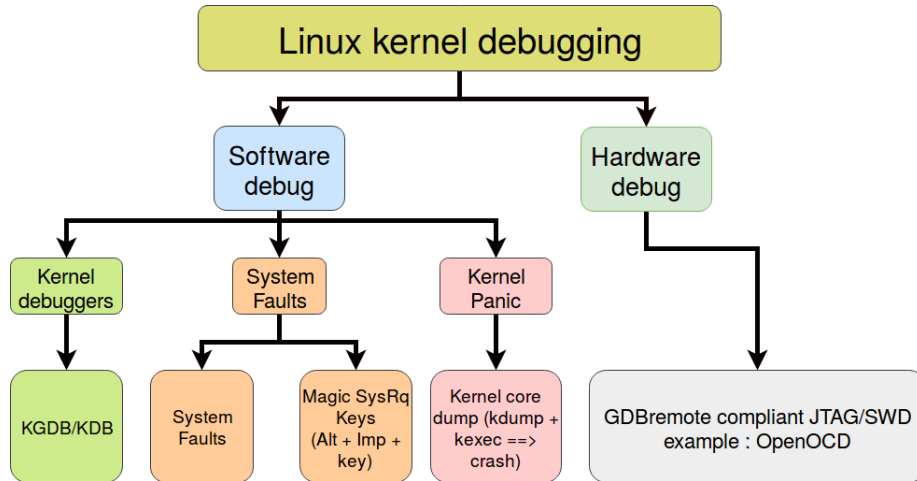 Linux kernel debugging
Software
debug
Hardware
debug
Kernel
debuggers
System
Faults
Kernel
Panic
KGDB/KDB
System
Faults
Magic SysRq
Keys
(Alt + Imp +
key)
Kernel core
dump (kdump +
kexec ==>
crash)
GDBremote compliant JTAG/SWD
example : OpenOCD